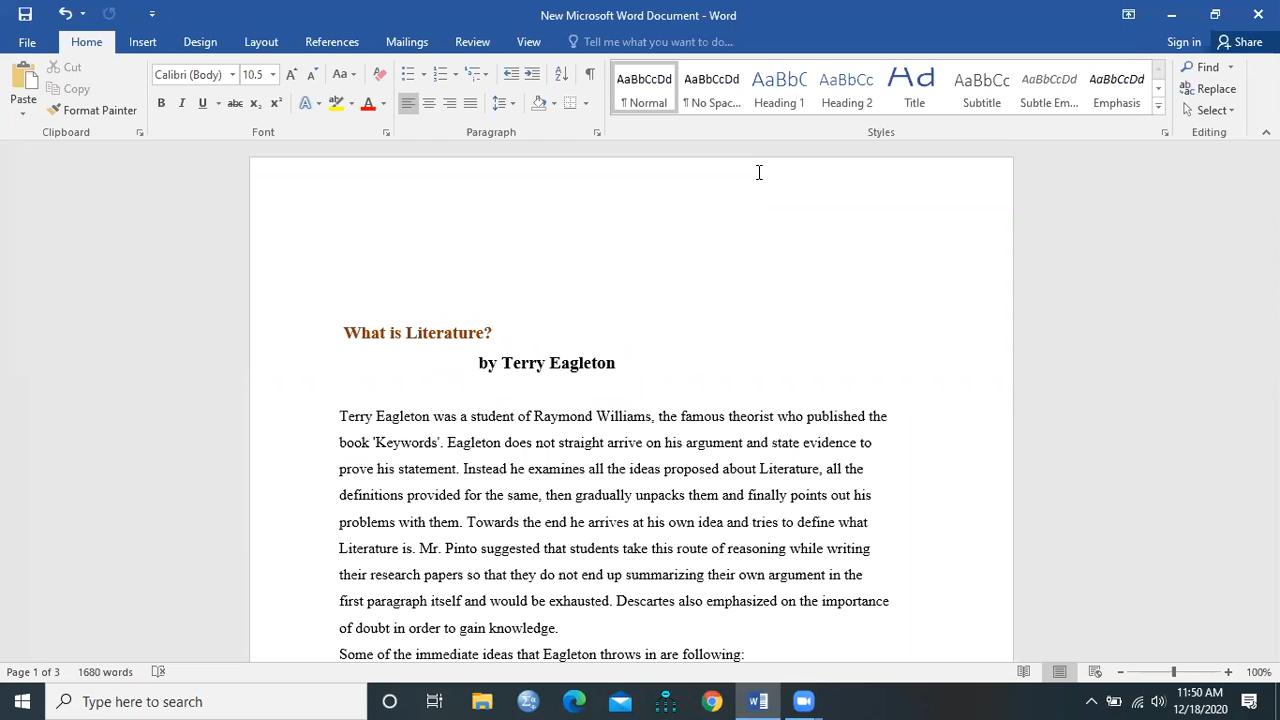 New Microsoft Word Document - Word
File Home Insert Design Layout References Mailings Review View Tell me what you want to do... Sign in Share
Paste Cut Copy Format Painter
Clipboard
Calibri (Body) 10.5
Font
Paragraph
AaBbCcDd AaBbCcDd AaBbC AaBbCc Aad AaBbCc AaBbCcDd AaBbCcDd
¶ Normal ¶ No Spac... Heading 1 Heading 2 Title Subtitle Subtle Em... Emphasis
Styles
Find
Replace
Select
Editing
What is Literature?
by Terry Eagleton
Terry Eagleton was a student of Raymond Williams, the famous theorist who published the
book 'Keywords'. Eagleton does not straight arrive on his argument and state evidence to
prove his statement. Instead he examines all the ideas proposed about Literature, all the
definitions provided for the same, then gradually unpacks them and finally points out his
problems with them. Towards the end he arrives at his own idea and tries to define what
Literature is. Mr. Pinto suggested that students take this route of reasoning while writing
their research papers so that they do not end up summarizing their own argument in the
first paragraph itself and would be exhausted. Descartes also emphasized on the importance
of doubt in order to gain knowledge.
Some of the immediate ideas that Eagleton throws in are following:
Page 1 of 3 1680 words 100%
Type here to search
11:50 AM
12/18/2020